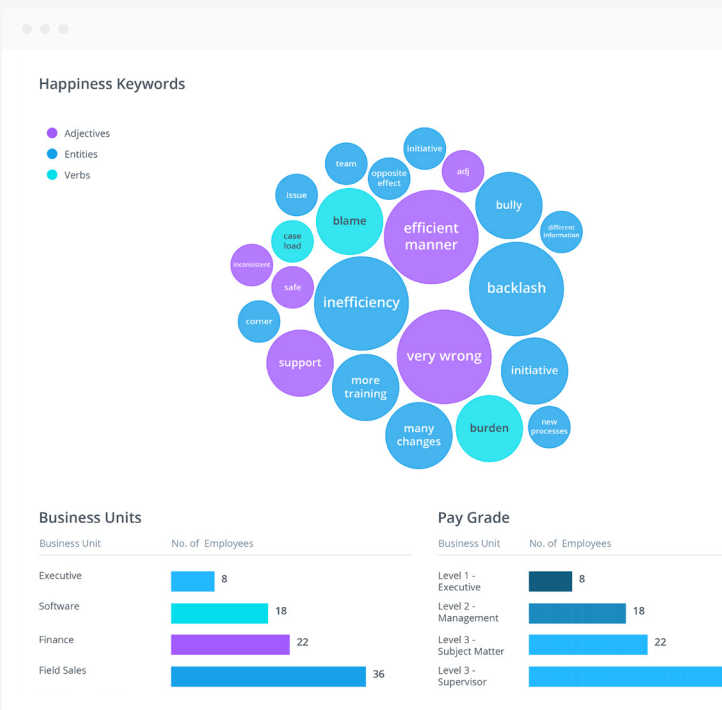 Happiness Keywords
Adjectives
Entities
Verbs
initiative
team
adj
opposite
effect
issue
bully
blame
efficient
manner
different
information
case
load
inconsistent
safe
backlash
inefficiency
corner
very wrong
support
initiative
more
training
many
changes
burden
new
processes
Business Units
Business Unit No. of Employees
Executive 8
Software 18
Finance 22
Field Sales 36
Pay Grade
Business Unit No. of Employees
Level 1 -
Executive 8
Level 2 -
Management 18
Level 3 -
Subject Matter 22
Level 3 -
Supervisor